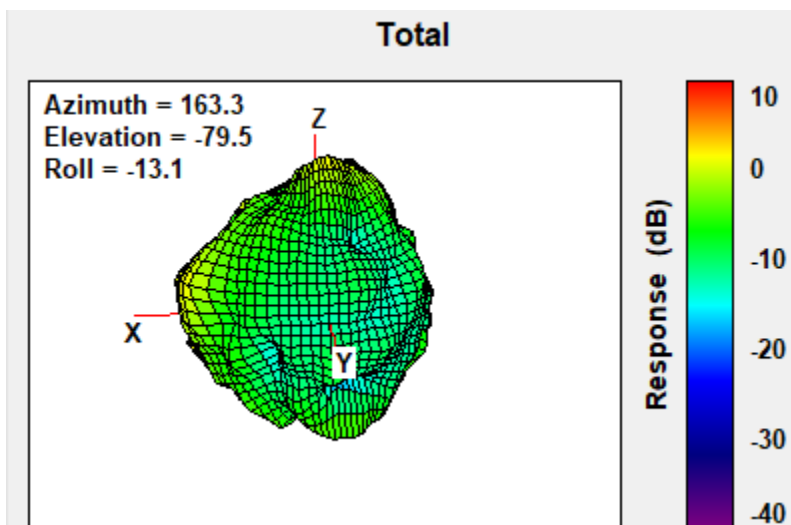 Total
Azimuth = 163.3
Elevation = -79.5
Roll = -13.1
Z
X
Y
Response (dB)
10
0
-10
-20
-30
-40